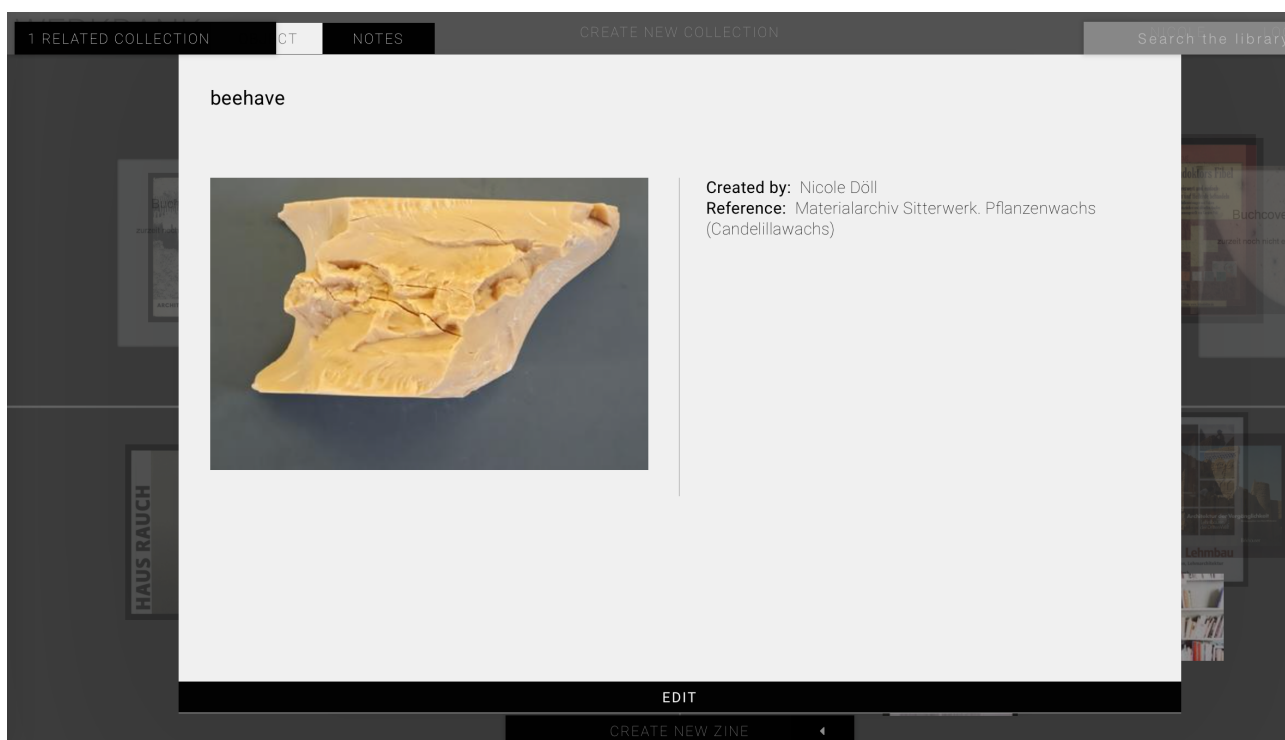 1 RELATED COLLECTION
CT
NOTES
CREATE NEW COLLECTION
Search the library
beehave
Created by: Nicole Döll
Reference: Materialarchiv Sitterwerk. Pflanzenwachs
(Candelillawachs)
Buchcove
HAUS RAUCH
Lehmbau
EDIT
CREATE NEW ZINE